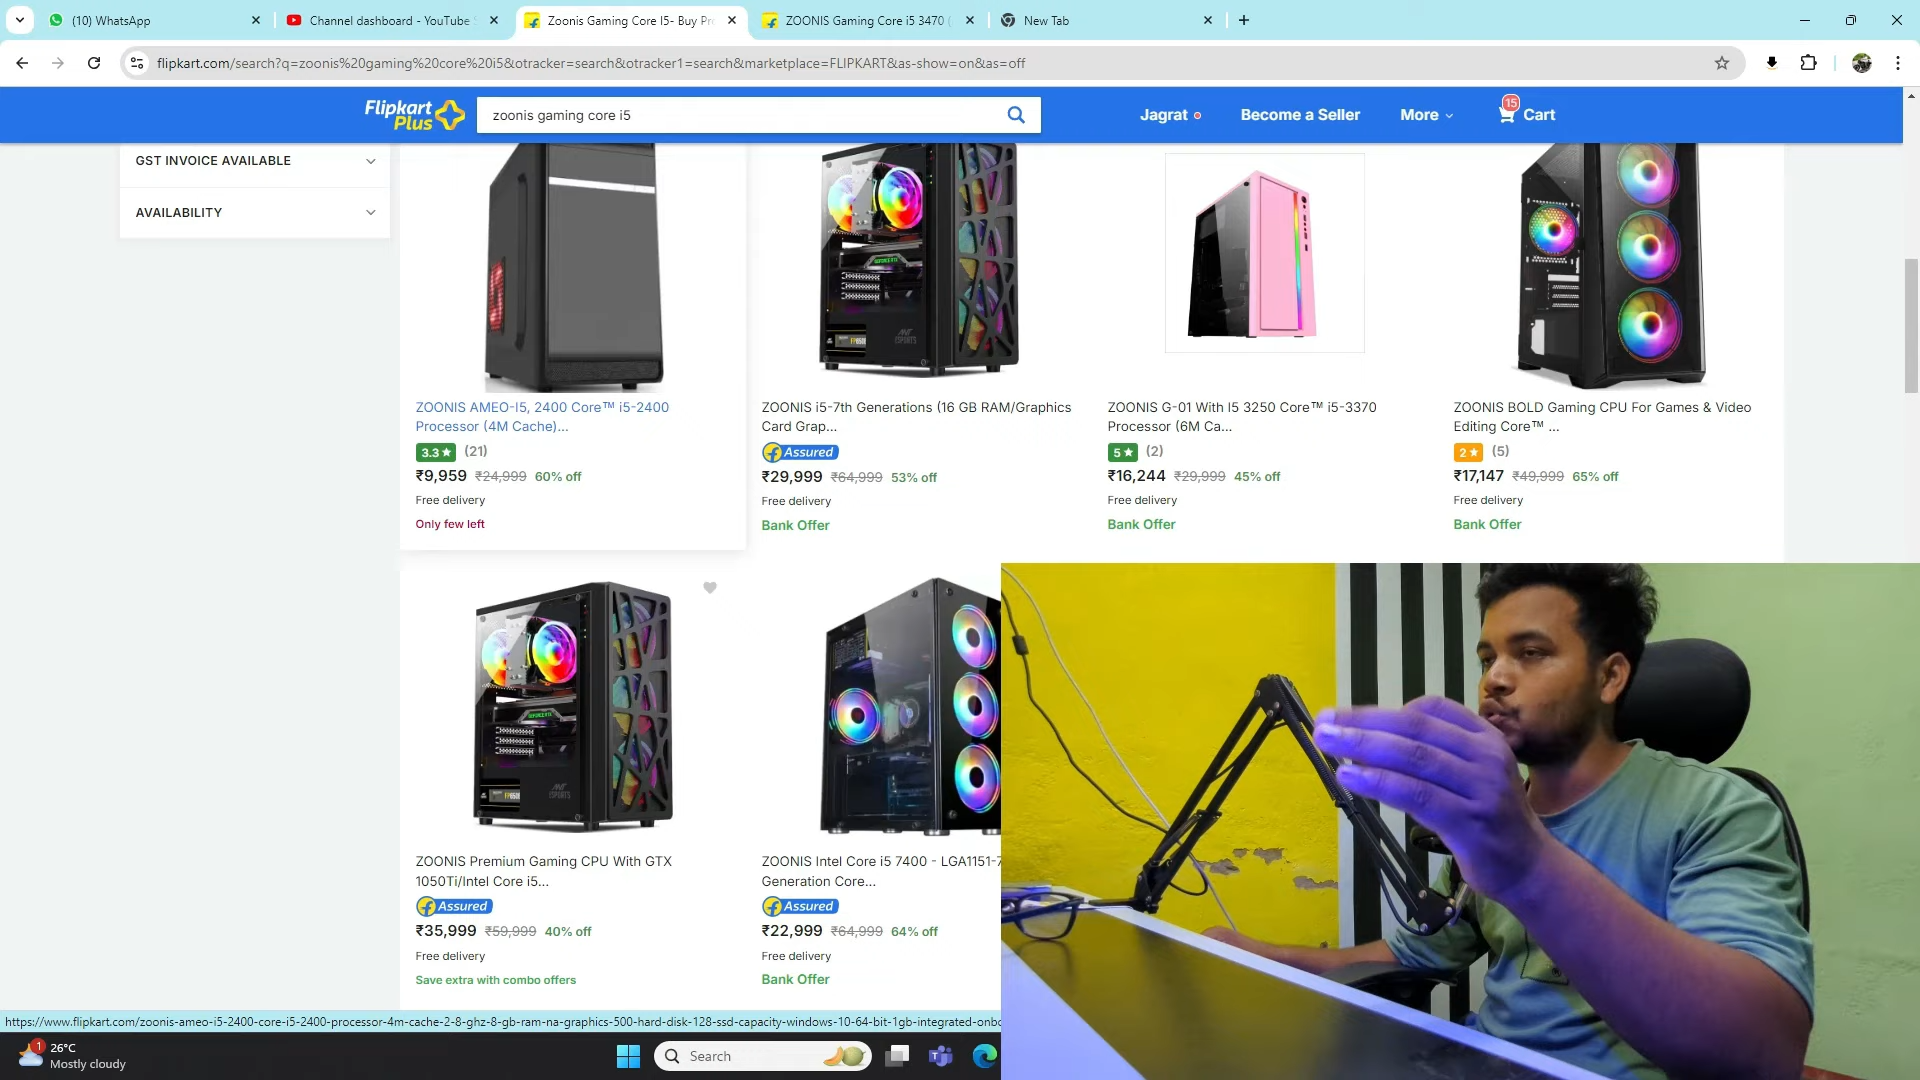 (10) WhatsApp
Channel dashboard - YouTube S
Zoonis Gaming Core I5- Buy Pr
ZOONIS Gaming Core i5 3470 (
New Tab
flipkart.com/search?q=zoonis%20gaming%20core%20i5&otracker=search&otracker1=search&marketplace=FLIPKART&as-show=on&as=off
Flipkart
Plus
zoonis gaming core i5
Jagrat
Become a Seller
More
15
Cart
GST INVOICE AVAILABLE
AVAILABILITY
ZOONIS AMEO-I5, 2400 Core™ i5-2400
Processor (4M Cache)...
3.3★ (21)
₹9,959 ₹24,999 60% off
Free delivery
Only few left
ZOONIS i5-7th Generations (16 GB RAM/Graphics
Card Grap...
Assured
₹29,999 ₹64,999 53% off
Free delivery
Bank Offer
ZOONIS G-01 With I5 3250 Core™ i5-3370
Processor (6M Ca...
5★ (2)
₹16,244 ₹29,999 45% off
Free delivery
Bank Offer
ZOONIS BOLD Gaming CPU For Games & Video
Editing Core™ ...
2★ (5)
₹17,147 ₹49,999 65% off
Free delivery
Bank Offer
ZOONIS Premium Gaming CPU With GTX
1050Ti/Intel Core i5...
Assured
₹35,999 ₹59,999 40% off
Free delivery
Save extra with combo offers
ZOONIS Intel Core i5 7400 - LGA1151-7
Generation Core...
Assured
₹22,999 ₹64,999 64% off
Free delivery
Bank Offer
https://www.flipkart.com/zoonis-ameo-i5-2400-core-i5-2400-processor-4m-cache-2-8-ghz-8-gb-ram-na-graphics-500-hard-disk-128-ssd-capacity-windows-10-64-bit-1gb-integrated-onbo
1
26°C
Mostly cloudy
Search